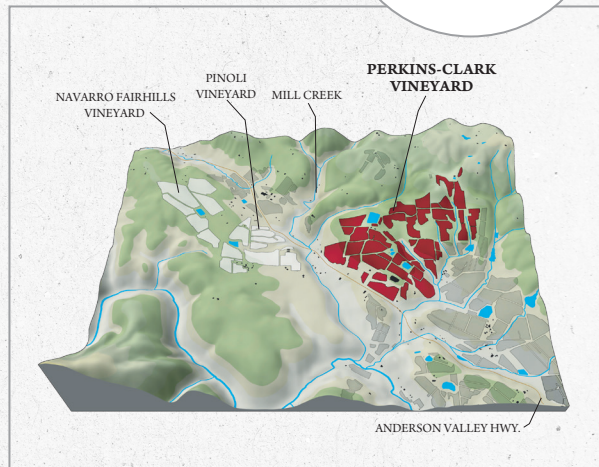 NAVARRO FAIRHILLS
VINEYARD
PINOLI
VINEYARD
MILL CREEK
PERKINS-CLARK
VINEYARD
ANDERSON VALLEY HWY.